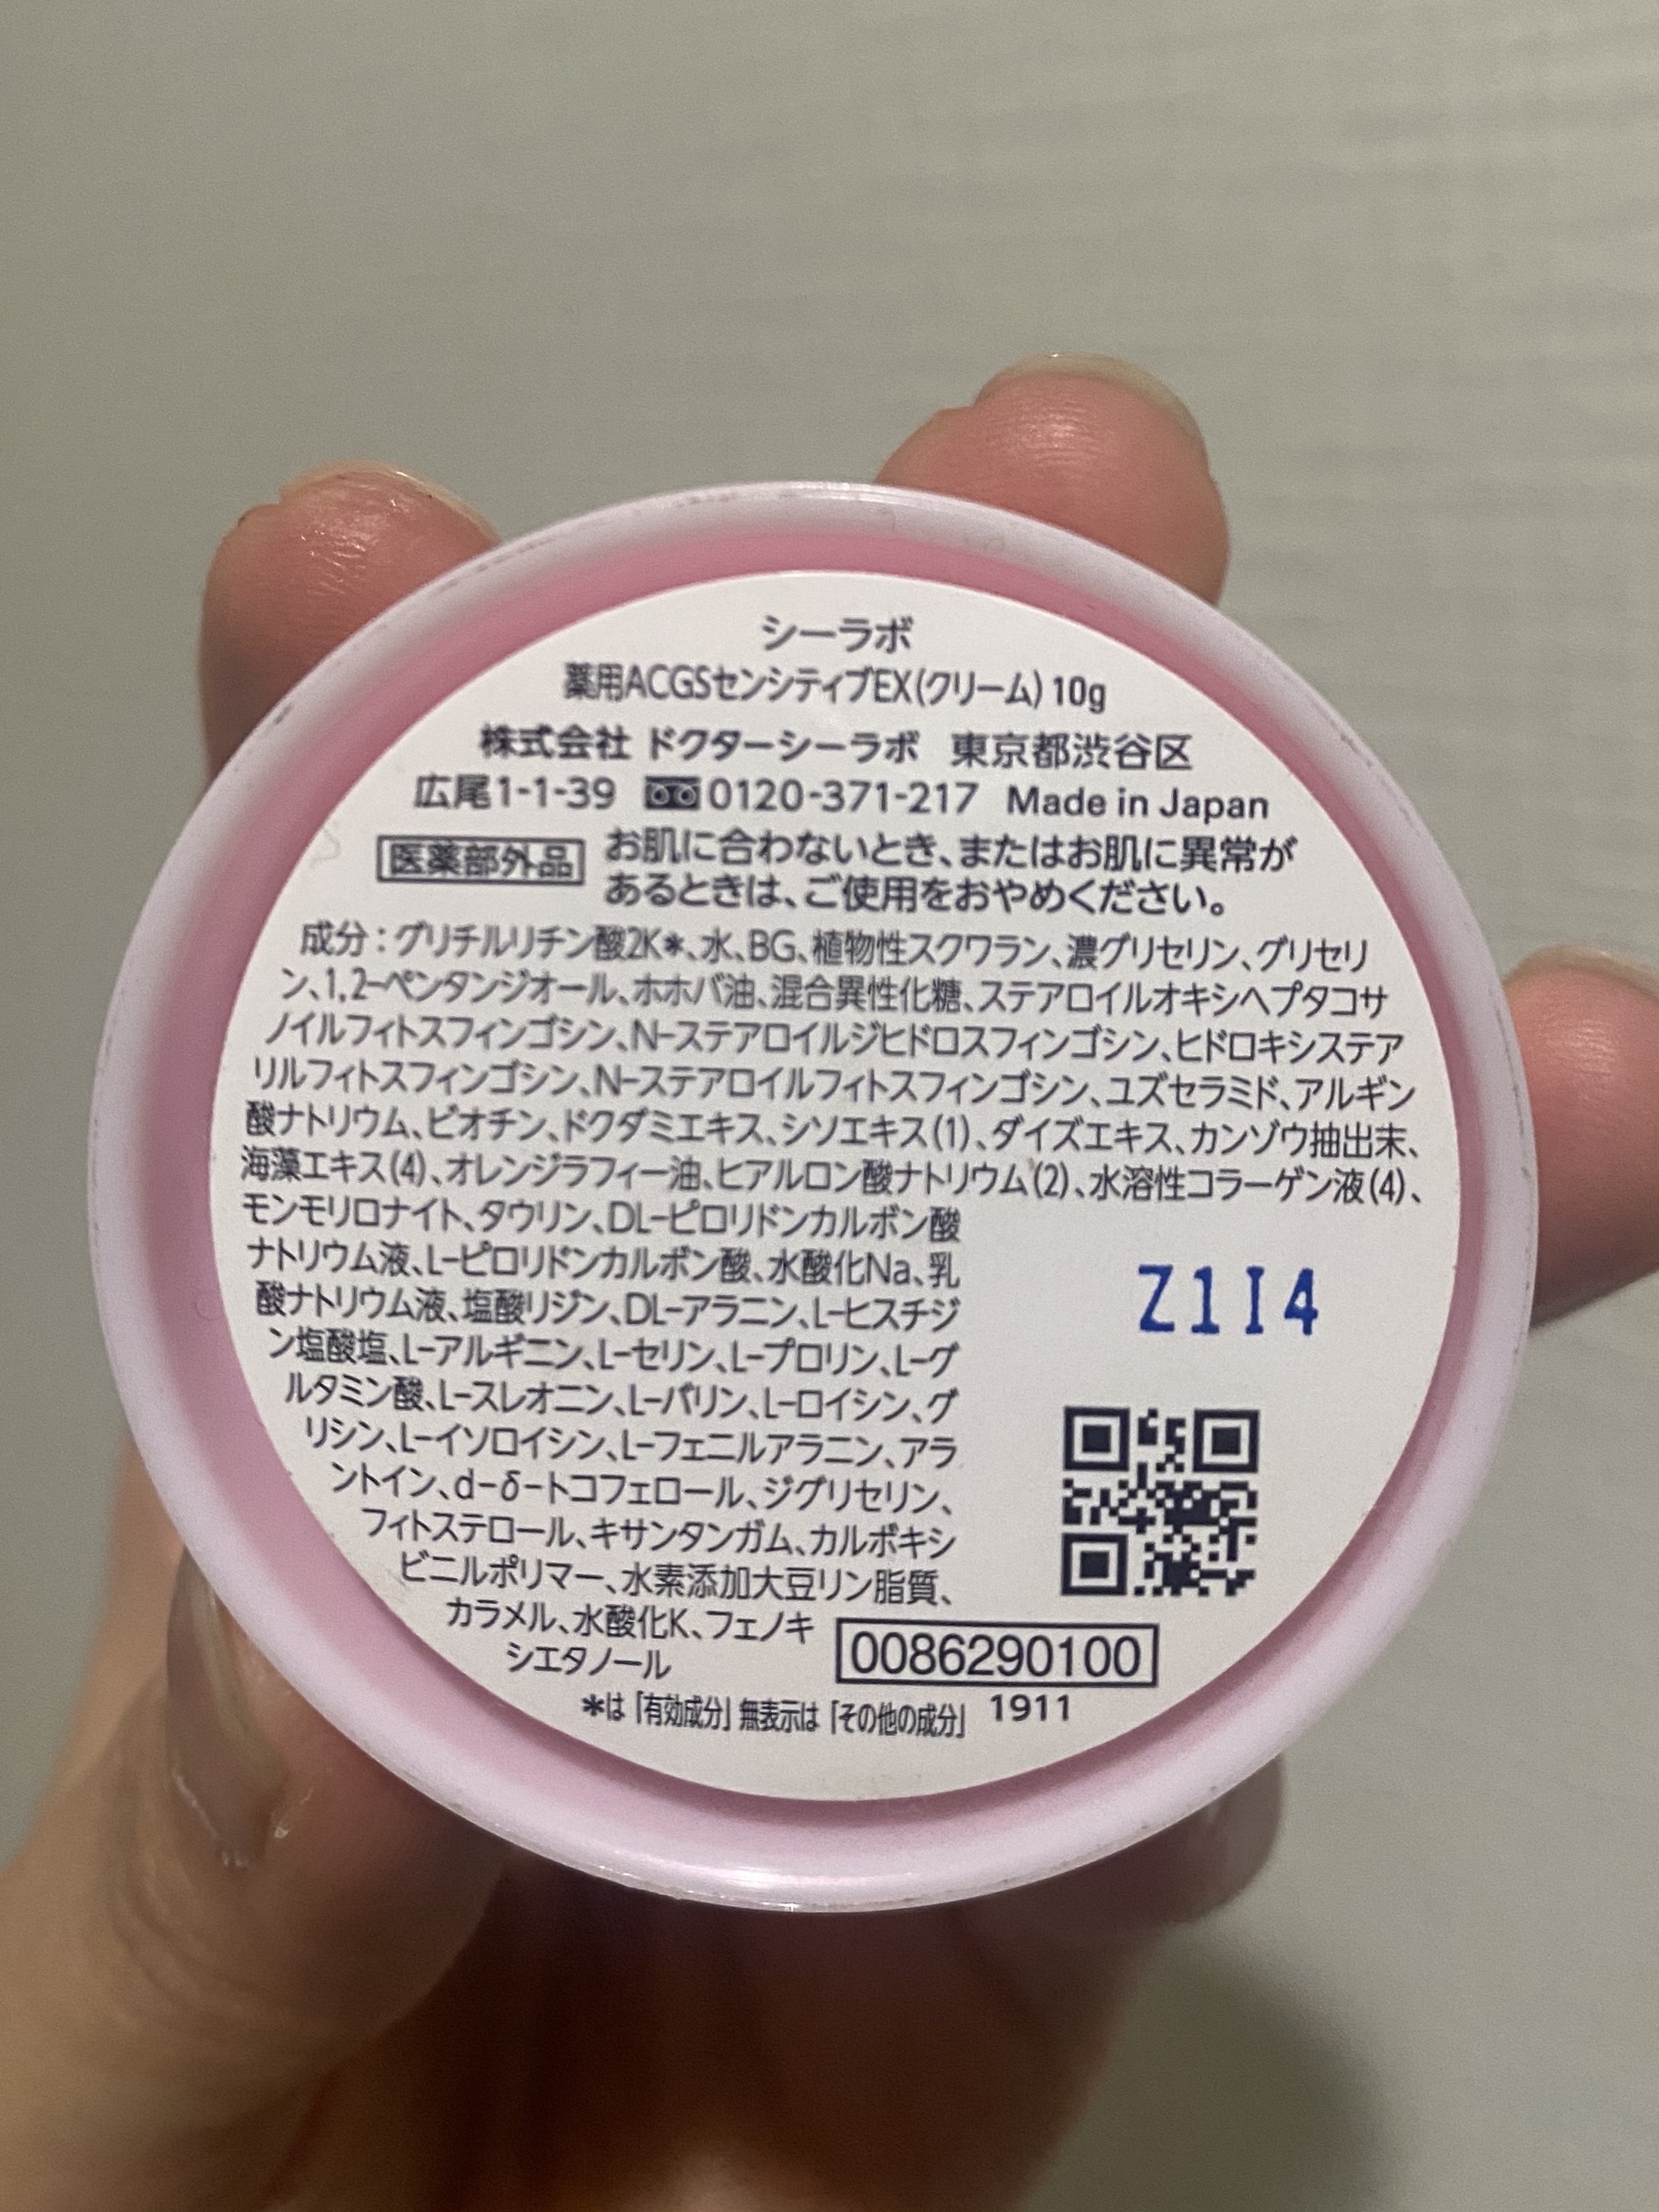 シーラボ
薬用ACGSセンシティブEX(クリーム)10g
株式会社 ドクターシーラボ 東京都渋谷区
広尾1-1-39 0120-371-217 Made in Japan
医薬部外品 お肌に合わないとき、またはお肌に異常が
あるときは、ご使用をおやめください。
成分:グリチルリチン酸2K*、水、BG、植物性スクワラン、濃グリセリン、グリセリ
ン、1,2-ペンタンジオール、ホホバ油、混合異性化糖、ステアロイルオキシヘプタコサ
ノイルフィトスフィンゴシン、N-ステアロイルジヒドロスフィンゴシン、ヒドロキシステア
リルフィトスフィンゴシン、N-ステアロイルフィトスフィンゴシン、ユズセラミド、アルギン
酸ナトリウム、ビオチン、ドクダミエキス、シソエキス(1)、ダイズエキス、カンゾウ抽出末、
海藻エキス(4)、オレンジラフィー油、ヒアルロン酸ナトリウム(2)、水溶性コラーゲン液(4)、
モンモリロナイト、タウリン、DL-ピロリドンカルボン酸
ナトリウム液、L-ピロリドンカルボン酸、水酸化Na、乳
酸ナトリウム液、塩酸リジン、DL-アラニン、L-ヒスチジ
ン塩酸塩、L-アルギニン、L-セリン、L-プロリン、L-グ
ルタミン酸、L-スレオニン、L-バリン、L-ロイシン、グ
リシン、L-イソロイシン、L-フェニルアラニン、アラ
ントイン、d-δ-トコフェロール、ジグリセリン、
フィトステロール、キサンタンガム、カルボキシ
ビニルポリマー、水素添加大豆リン脂質、
カラメル、水酸化K、フェノキ
シエタノール
Z1I4
0086290100
*は「有効成分」無表示は「その他の成分」 1911